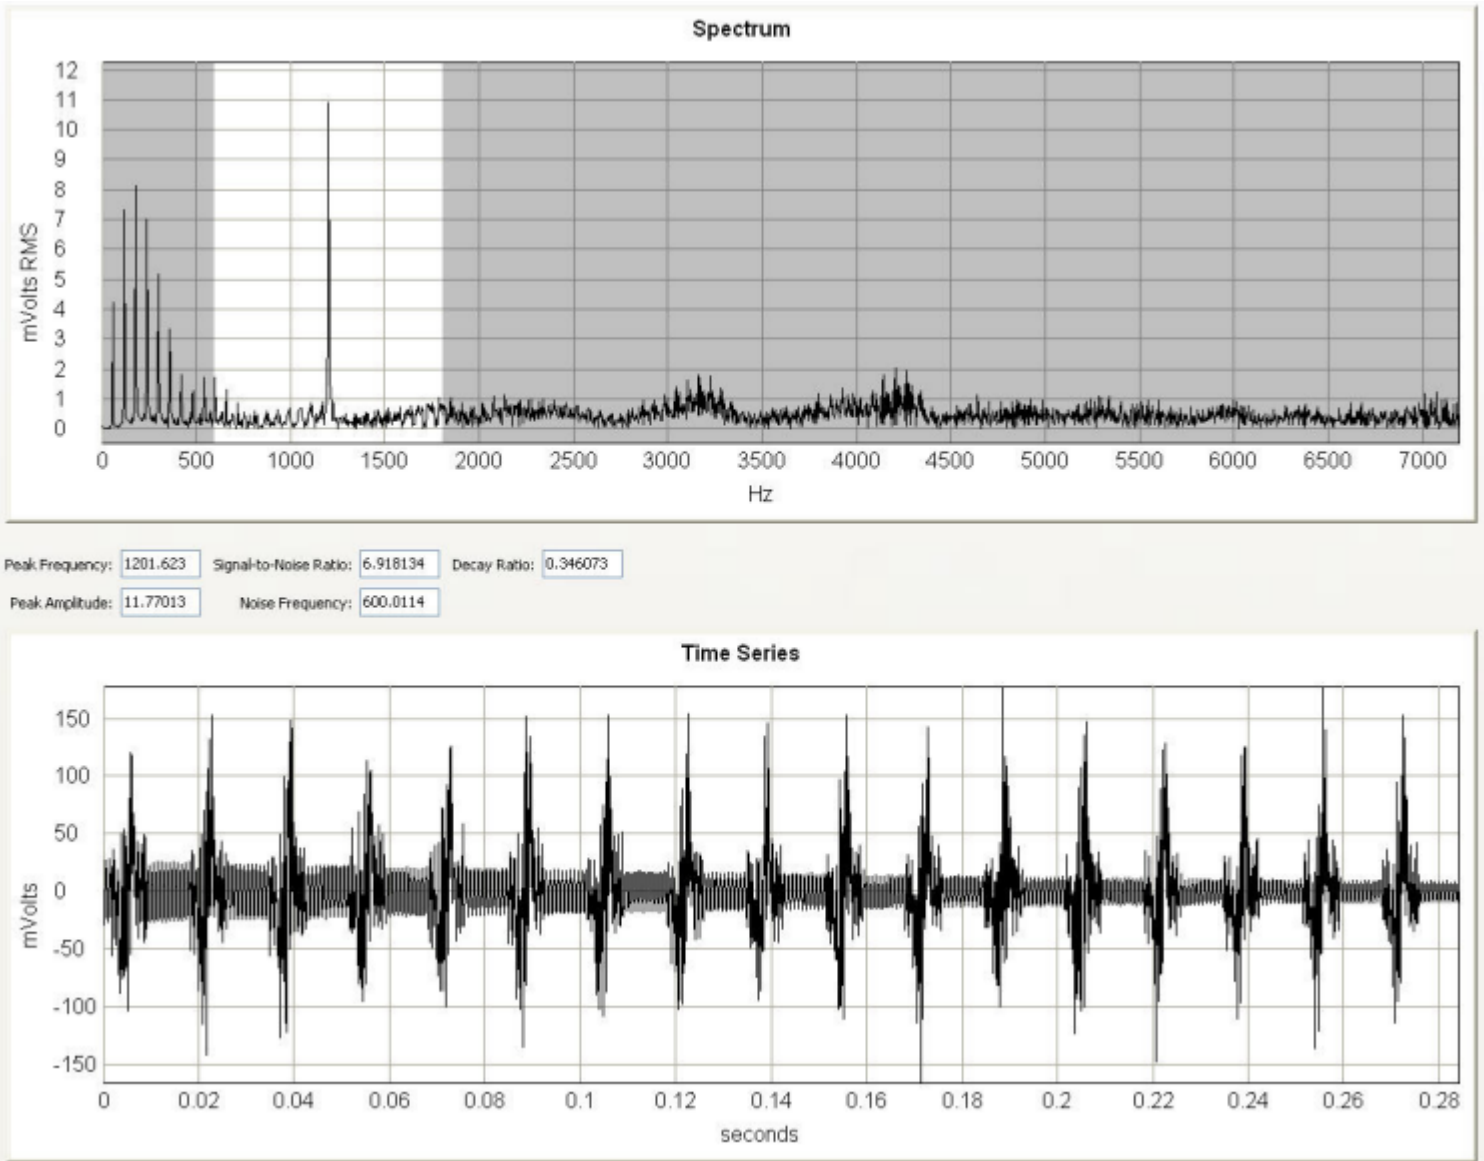 Spectrum
12
11
10
9
8
7
6
5
4
3
2
1
0
mVolts RMS
0 500 1000 1500 2000 2500 3000 3500 4000 4500 5000 5500 6000 6500 7000
Hz
Peak Frequency: 1201.623 Signal-to-Noise Ratio: 6.918134 Decay Ratio: 0.346073
Peak Amplitude: 11.77013 Noise Frequency: 600.0114
Time Series
150
100
50
0
-50
-100
-150
mVolts
0 0.02 0.04 0.06 0.08 0.1 0.12 0.14 0.16 0.18 0.2 0.22 0.24 0.26 0.28
seconds